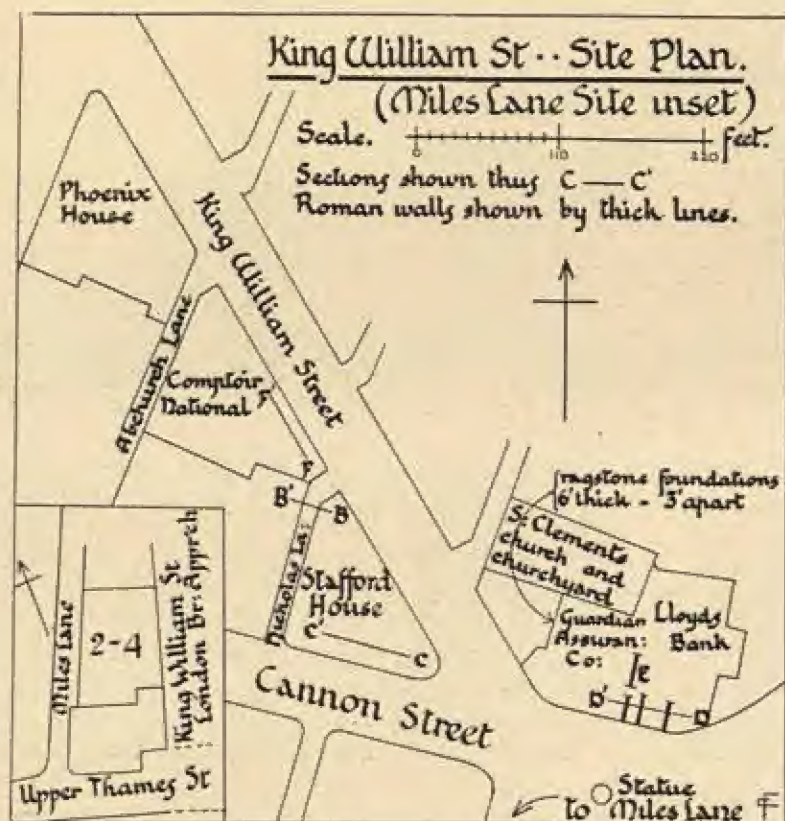 King William St ·· Site Plan.
(Miles Lane Site inset)
Scale.
0 110 220 feet.
Sections shown thus C — C'
Roman walls shown by thick lines.
Phoenix
House
King William Street
Abchurch Lane
Comptoir
National
F
F
B' B
Nicholas La:
Stafford
House
C' C
ragstone foundations
6' thick - 3' apart
St. Clements
church and
churchyard
Guardian
Assuran:
Co:
Lloyds
Bank
E
D' D
Cannon Street
Miles Lane
2-4
King William St
London Br: Appr'ch
Upper Thames St
Statue
to Miles Lane